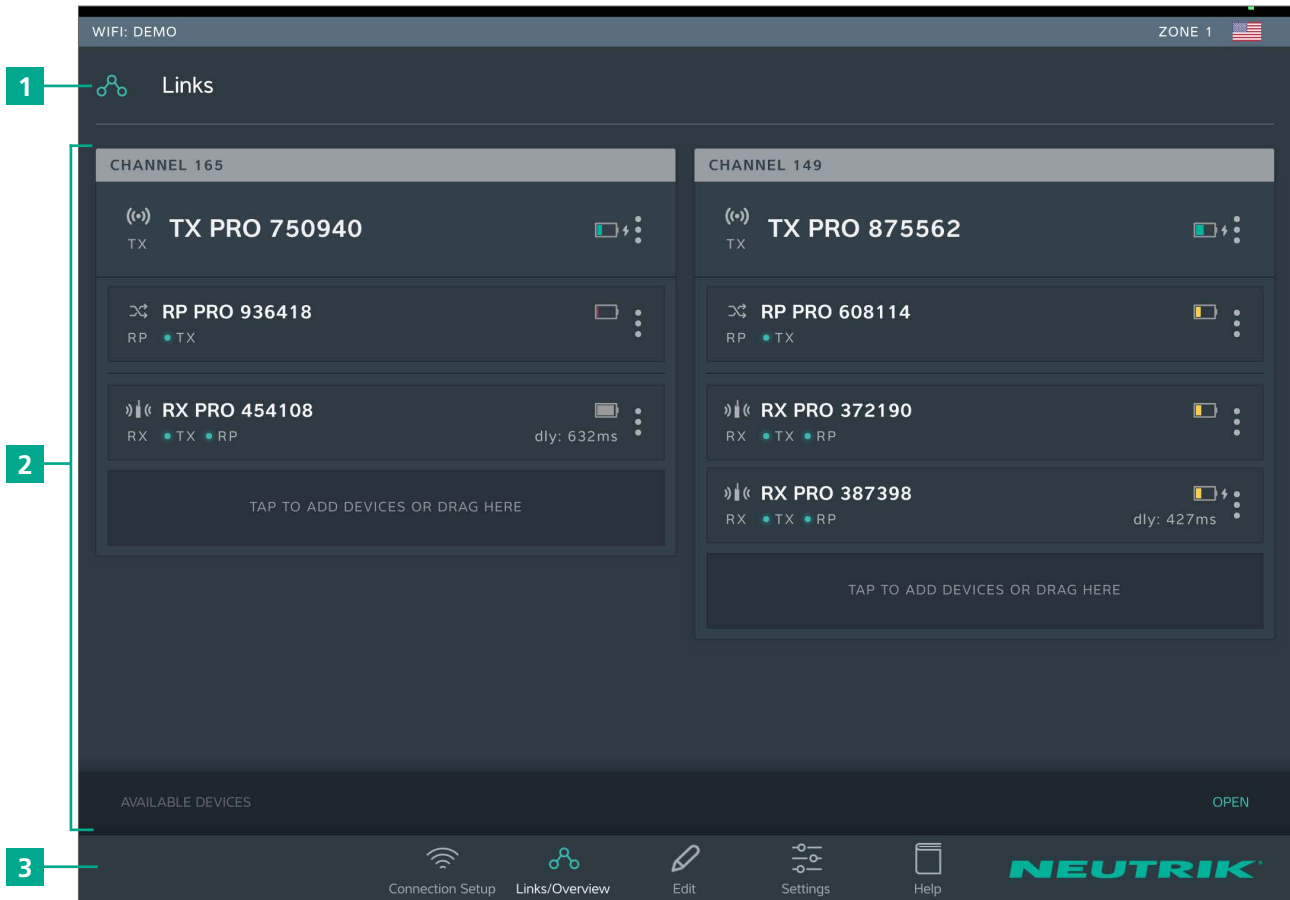 WIFI: DEMO
ZONE 1
1
Links
CHANNEL 165
TX PRO 750940
TX
RP PRO 936418
RP TX
RX PRO 454108
RX TX RP
dly: 632ms
TAP TO ADD DEVICES OR DRAG HERE
CHANNEL 149
TX PRO 875562
TX
RP PRO 608114
RP TX
RX PRO 372190
RX TX RP
RX PRO 387398
RX TX RP
dly: 427ms
TAP TO ADD DEVICES OR DRAG HERE
2
AVAILABLE DEVICES
OPEN
3
Connection Setup
Links/Overview
Edit
Settings
Help
NEUTRIK